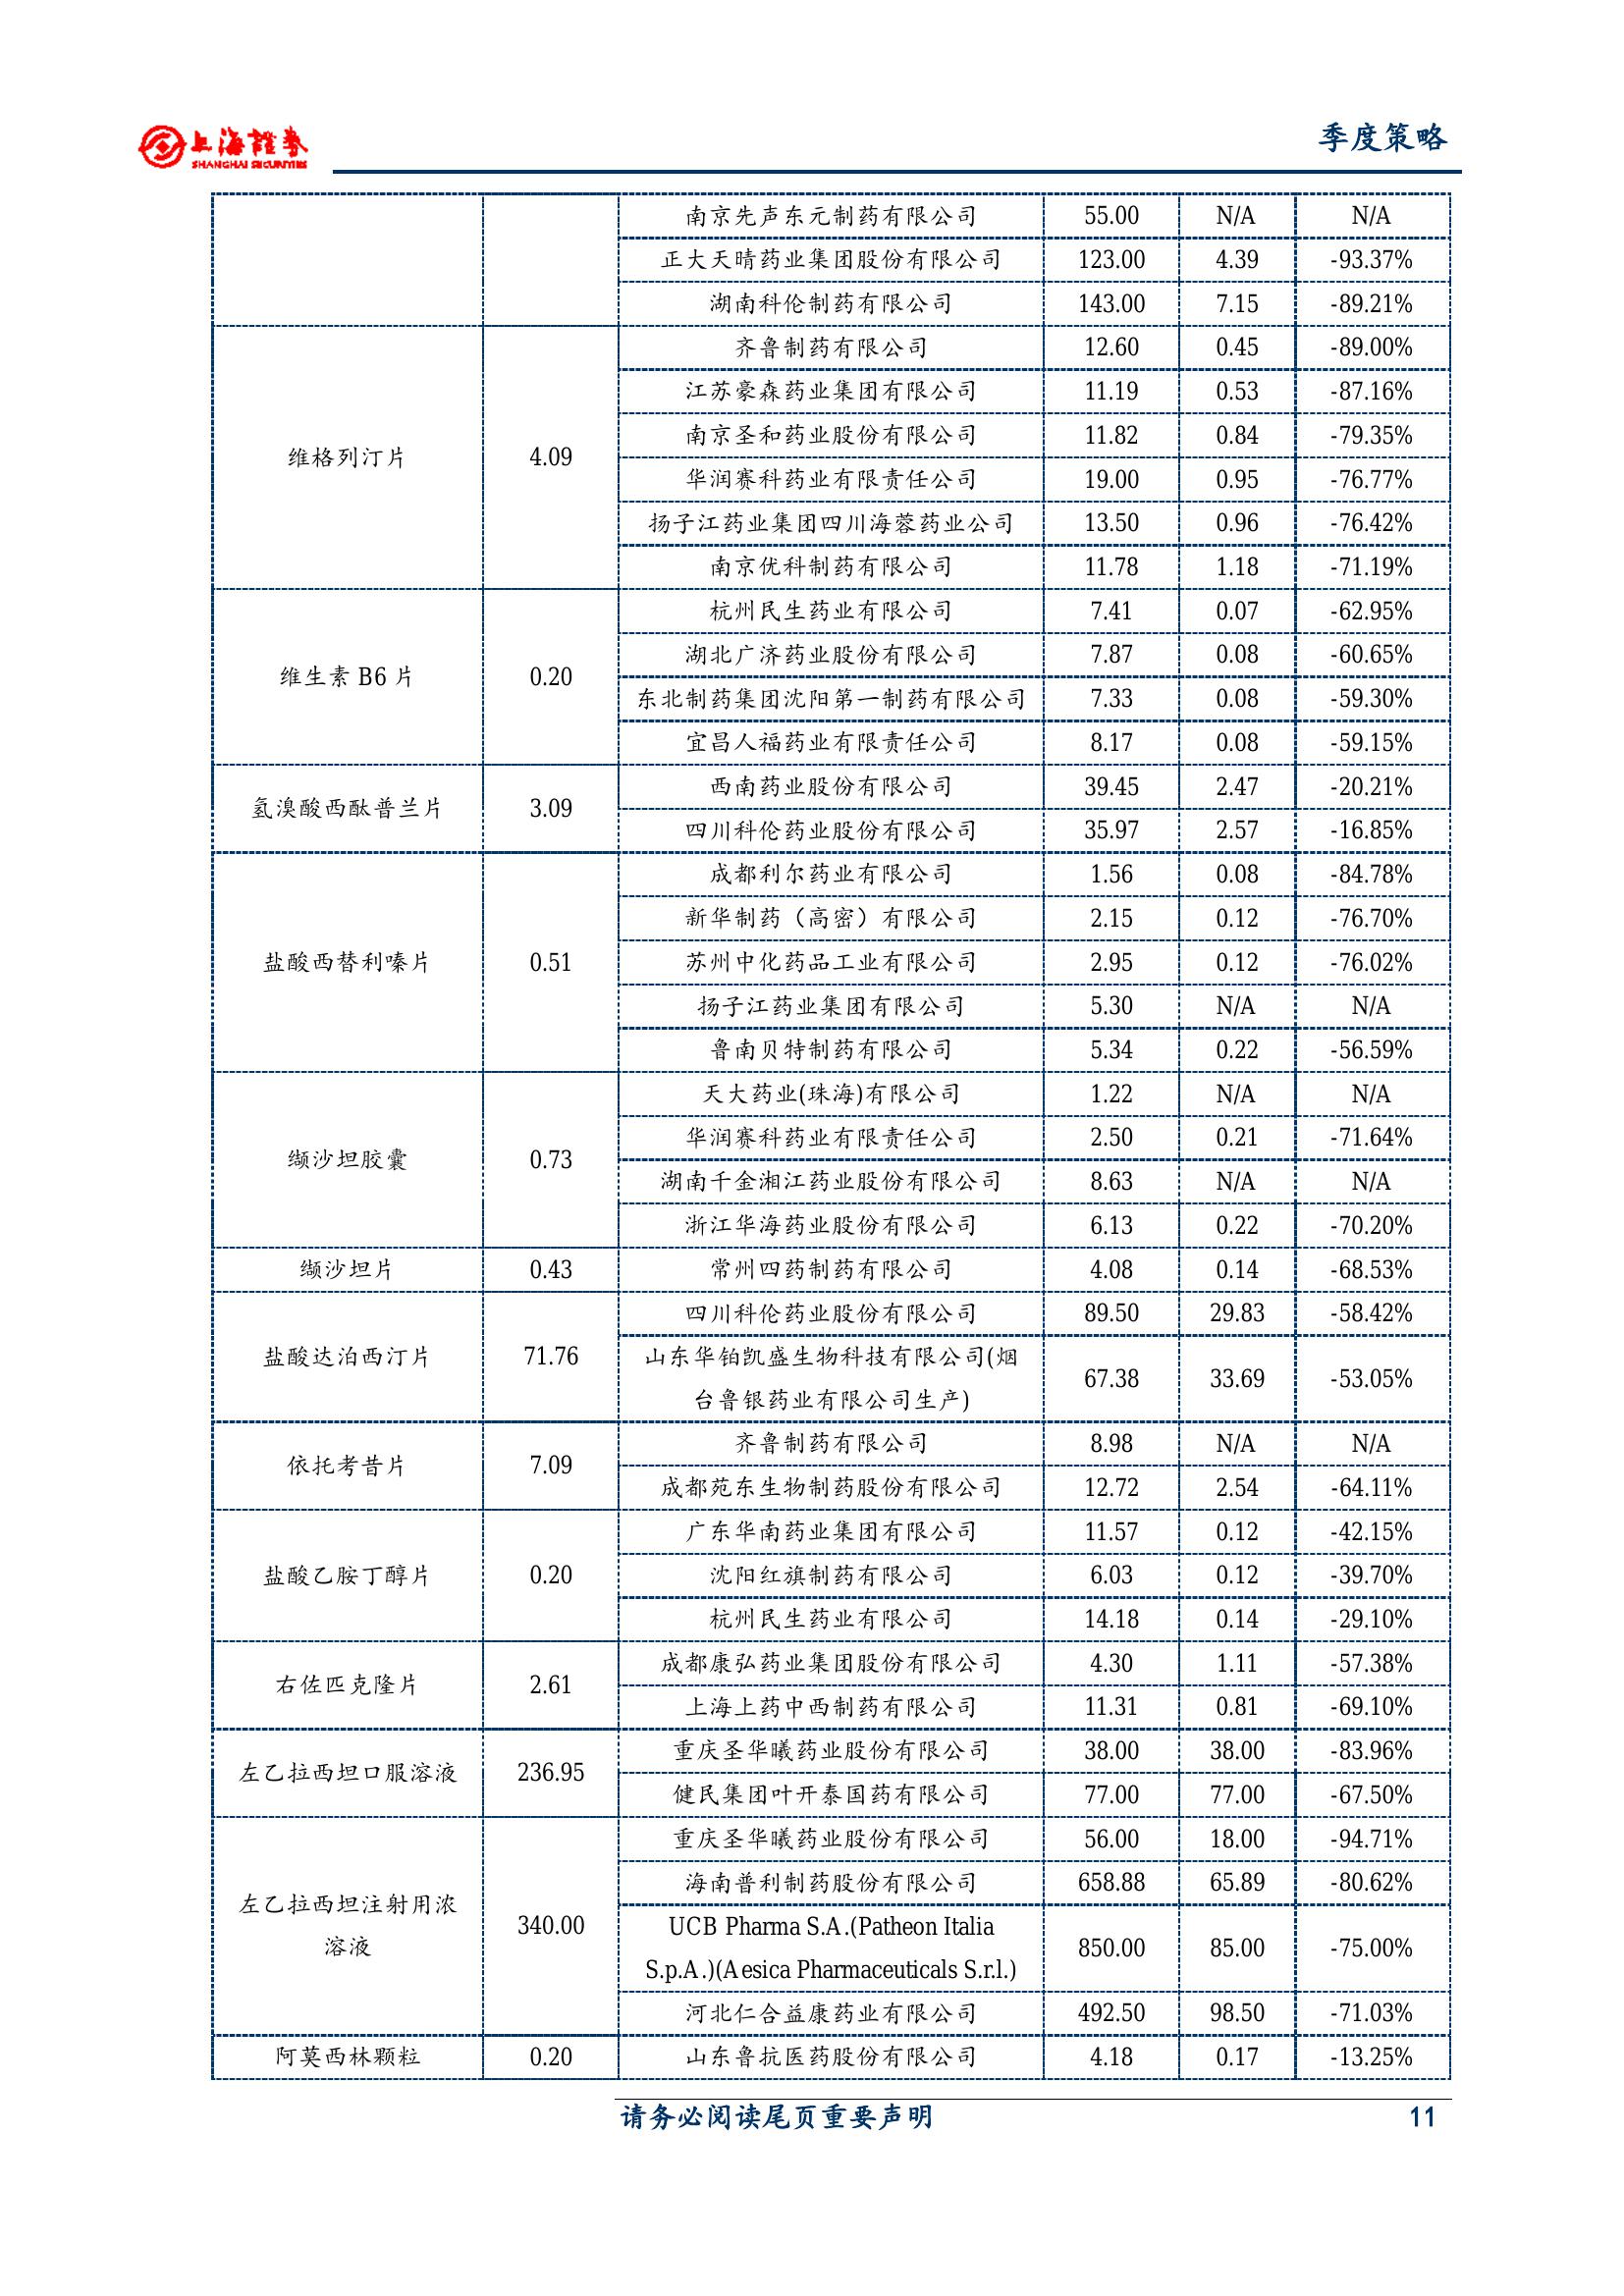 上海證券
SHANGHAI SECURITIES
季度策略
南京先声东元制药有限公司 55.00 N/A N/A
正大天晴药业集团股份有限公司 123.00 4.39 -93.37%
湖南科伦制药有限公司 143.00 7.15 -89.21%
维格列汀片 4.09 齐鲁制药有限公司 12.60 0.45 -89.00%
江苏豪森药业集团有限公司 11.19 0.53 -87.16%
南京圣和药业股份有限公司 11.82 0.84 -79.35%
华润赛科药业有限责任公司 19.00 0.95 -76.77%
扬子江药业集团四川海蓉药业公司 13.50 0.96 -76.42%
南京优科制药有限公司 11.78 1.18 -71.19%
维生素 B6 片 0.20 杭州民生药业有限公司 7.41 0.07 -62.95%
湖北广济药业股份有限公司 7.87 0.08 -60.65%
东北制药集团沈阳第一制药有限公司 7.33 0.08 -59.30%
宜昌人福药业有限责任公司 8.17 0.08 -59.15%
氢溴酸西酞普兰片 3.09 西南药业股份有限公司 39.45 2.47 -20.21%
四川科伦药业股份有限公司 35.97 2.57 -16.85%
盐酸西替利嗪片 0.51 成都利尔药业有限公司 1.56 0.08 -84.78%
新华制药（高密）有限公司 2.15 0.12 -76.70%
苏州中化药品工业有限公司 2.95 0.12 -76.02%
扬子江药业集团有限公司 5.30 N/A N/A
鲁南贝特制药有限公司 5.34 0.22 -56.59%
缬沙坦胶囊 0.73 天大药业(珠海)有限公司 1.22 N/A N/A
华润赛科药业有限责任公司 2.50 0.21 -71.64%
湖南千金湘江药业股份有限公司 8.63 N/A N/A
浙江华海药业股份有限公司 6.13 0.22 -70.20%
缬沙坦片 0.43 常州四药制药有限公司 4.08 0.14 -68.53%
盐酸达泊西汀片 71.76 四川科伦药业股份有限公司 89.50 29.83 -58.42%
山东华铂凯盛生物科技有限公司(烟
台鲁银药业有限公司生产) 67.38 33.69 -53.05%
依托考昔片 7.09 齐鲁制药有限公司 8.98 N/A N/A
成都苑东生物制药股份有限公司 12.72 2.54 -64.11%
盐酸乙胺丁醇片 0.20 广东华南药业集团有限公司 11.57 0.12 -42.15%
沈阳红旗制药有限公司 6.03 0.12 -39.70%
杭州民生药业有限公司 14.18 0.14 -29.10%
右佐匹克隆片 2.61 成都康弘药业集团股份有限公司 4.30 1.11 -57.38%
上海上药中西制药有限公司 11.31 0.81 -69.10%
左乙拉西坦口服溶液 236.95 重庆圣华曦药业股份有限公司 38.00 38.00 -83.96%
健民集团叶开泰国药有限公司 77.00 77.00 -67.50%
左乙拉西坦注射用浓
溶液 340.00 重庆圣华曦药业股份有限公司 56.00 18.00 -94.71%
海南普利制药股份有限公司 658.88 65.89 -80.62%
UCB Pharma S.A.(Patheon Italia
S.p.A.)(Aesica Pharmaceuticals S.r.l.) 850.00 85.00 -75.00%
河北仁合益康药业有限公司 492.50 98.50 -71.03%
阿莫西林颗粒 0.20 山东鲁抗医药股份有限公司 4.18 0.17 -13.25%
请务必阅读尾页重要声明 11